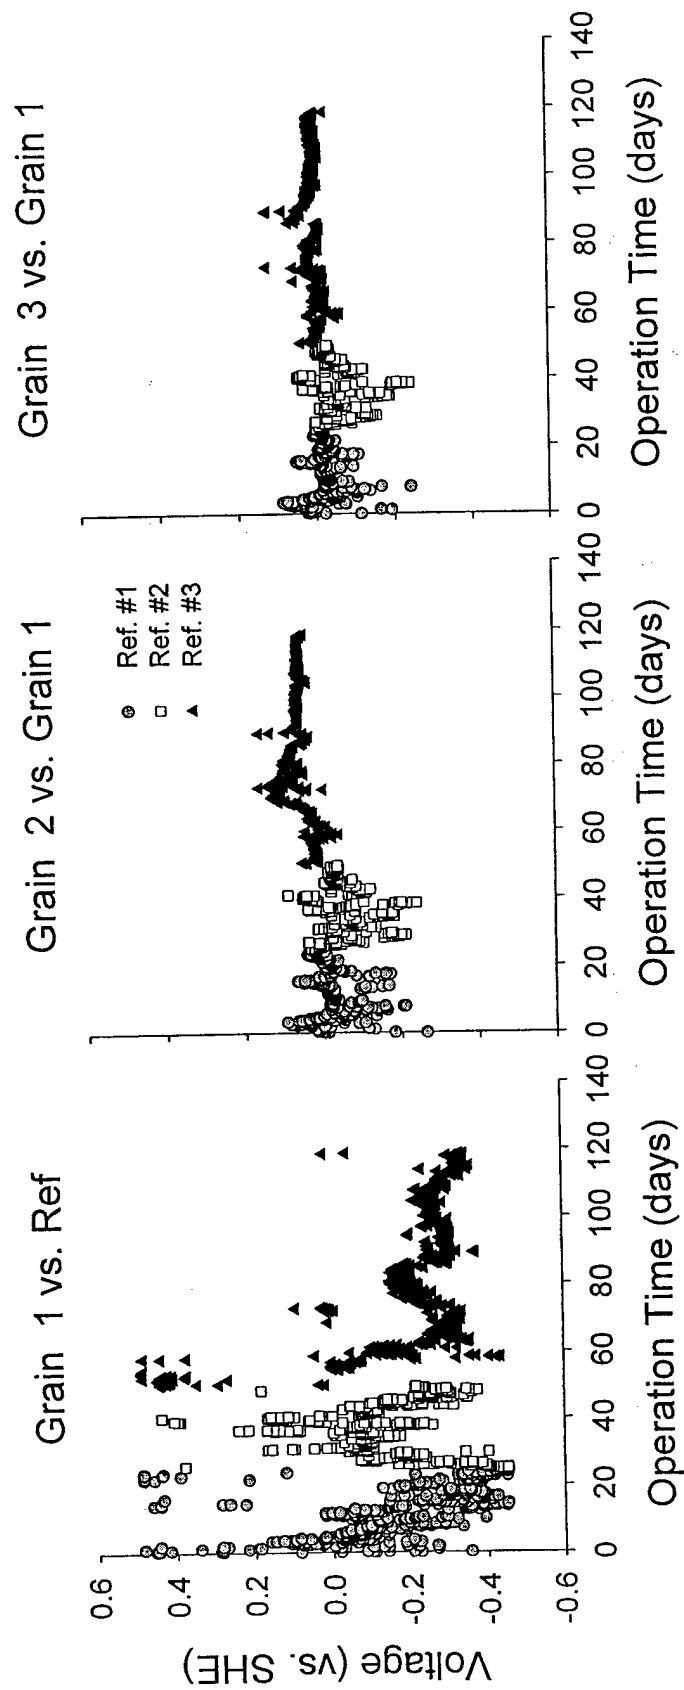 Grain 1 vs. Ref
Grain 2 vs. Grain 1
Grain 3 vs. Grain 1
Ref. #1
Ref. #2
Ref. #3
Voltage (vs. SHE)
0.6
0.4
0.2
0.0
-0.2
-0.4
-0.6
0 20 40 60 80 100 120 140
0 20 40 60 80 100 120 140
0 20 40 60 80 100 120 140
Operation Time (days)
Operation Time (days)
Operation Time (days)